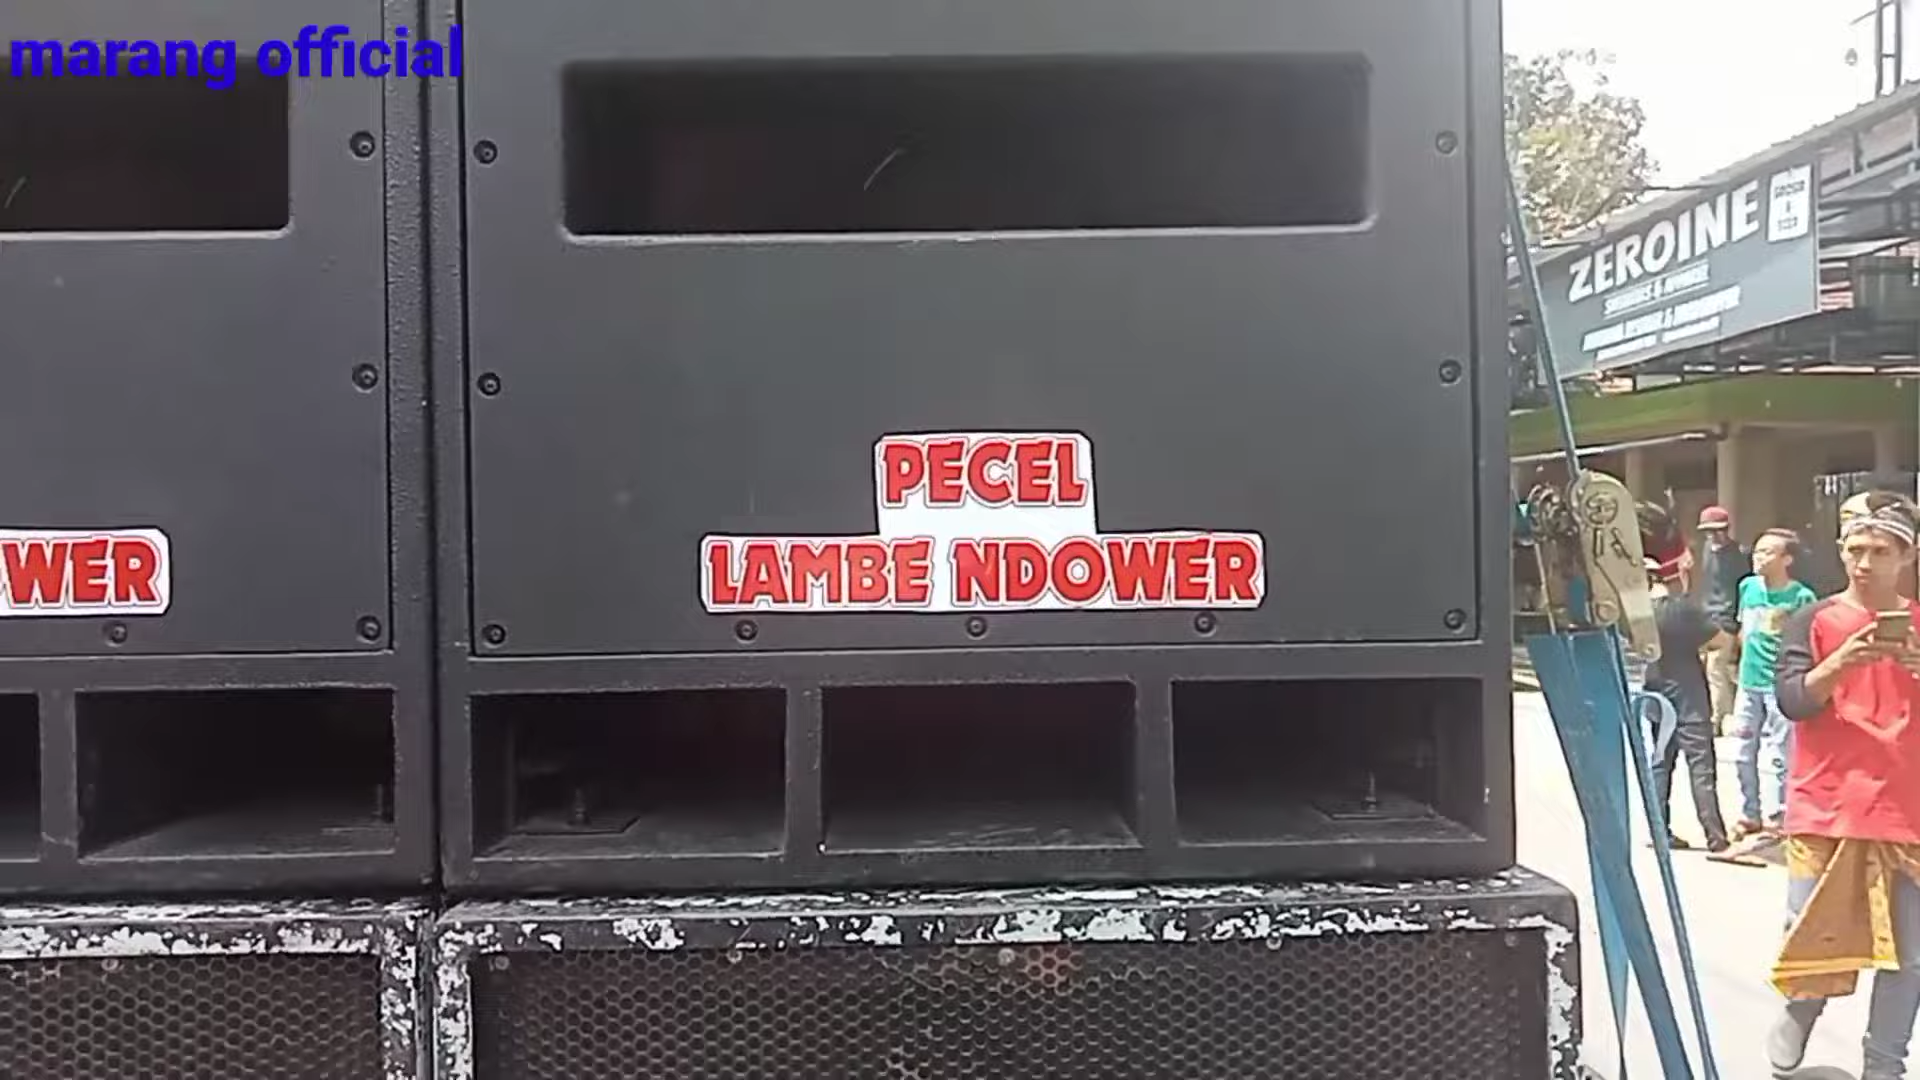 marang official
ZEROINE
PECEL
LAMBE NDOWER
WER